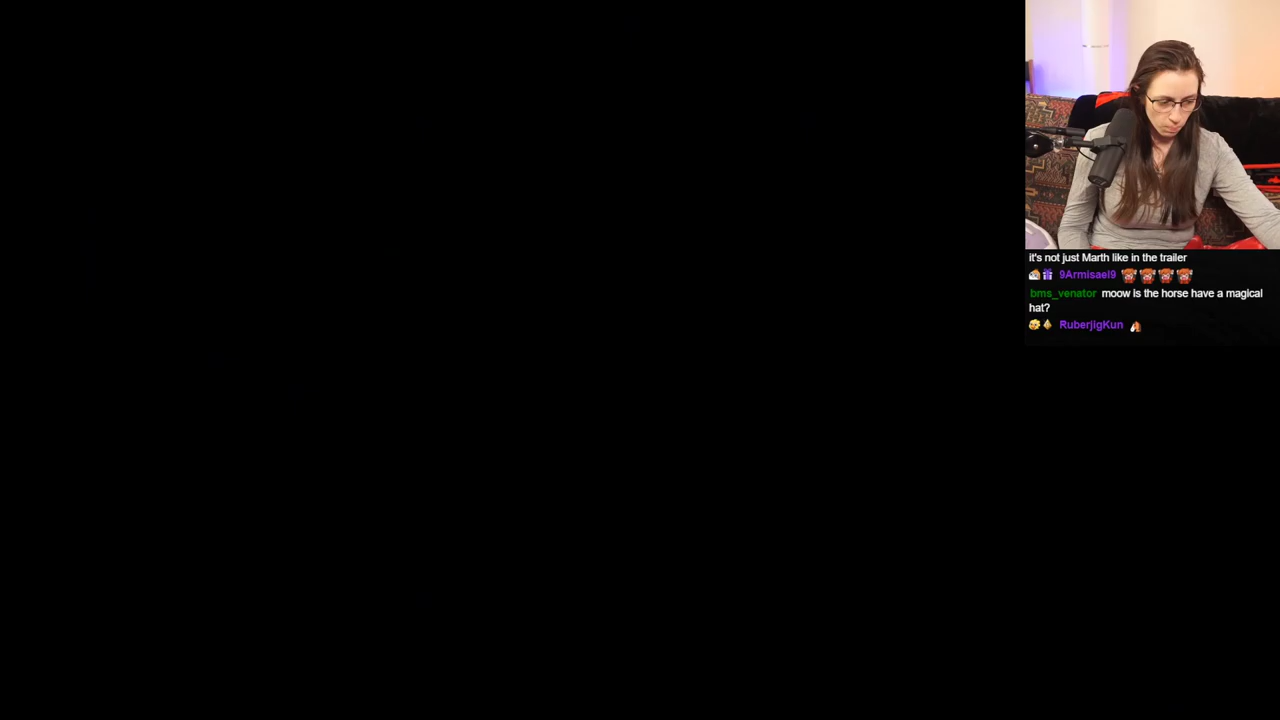 it's not just Marth like in the trailer
9Armisael9
bms_venator moow is the horse have a magical
hat?
RuberjigKun